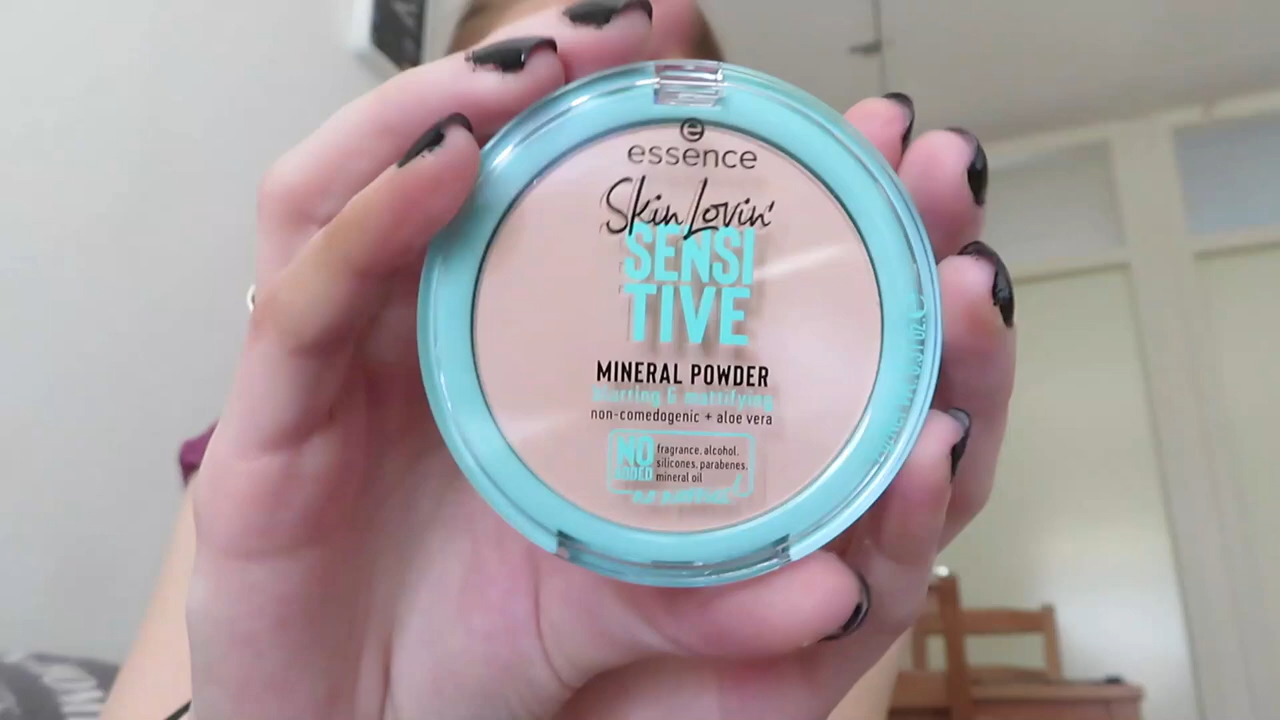 e
essence
Skin Lovin'
SENSI
TIVE
MINERAL POWDER
blurring & mattifying
non-comedogenic + aloe vera
NO
ADDED
fragrance, alcohol,
silicones, parabenes,
mineral oil